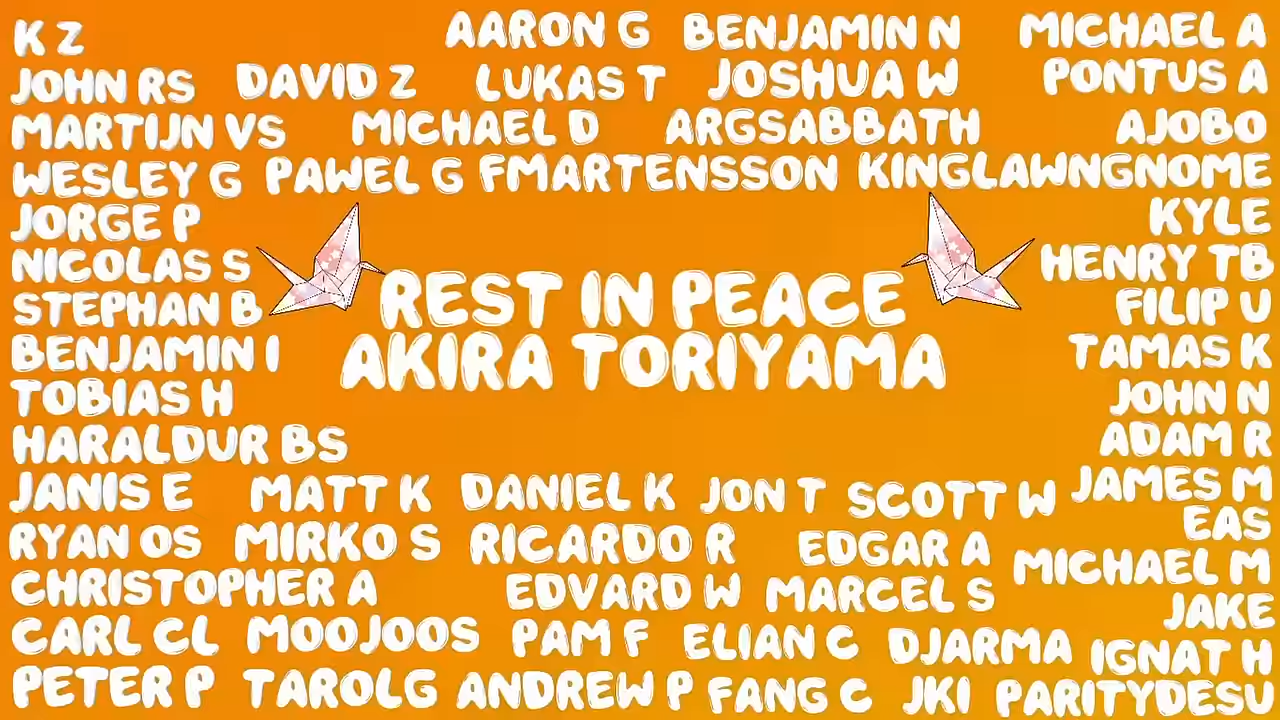 K Z AARON G BENJAMIN N MICHAEL A
JOHN RS DAVID Z LUKAS T JOSHUA W PONTUS A
MARTIJN VS MICHAEL D ARGSABBATH AJOBO
WESLEY G PAWEL G FMARTENSSON KINGLAWNGNOME
JORGE P KYLE
NICOLAS S HENRY TB
STEPHAN B FILIP U
REST IN PEACE
AKIRA TORIYAMA
BENJAMIN I TAMAS K
TOBIAS H JOHN N
HARALDUR BS ADAM R
JANIS E MATT K DANIEL K JON T SCOTT W JAMES M
EAS
RYAN OS MIRKO S RICARDO R EDGAR A MICHAEL M
CHRISTOPHER A EDVARD W MARCEL S JAKE
CARL CL MOOJOOS PAM F ELIAN C DJARMA IGNAT H
PETER P TAROLG ANDREW P FANG C JKI PARITYDESU